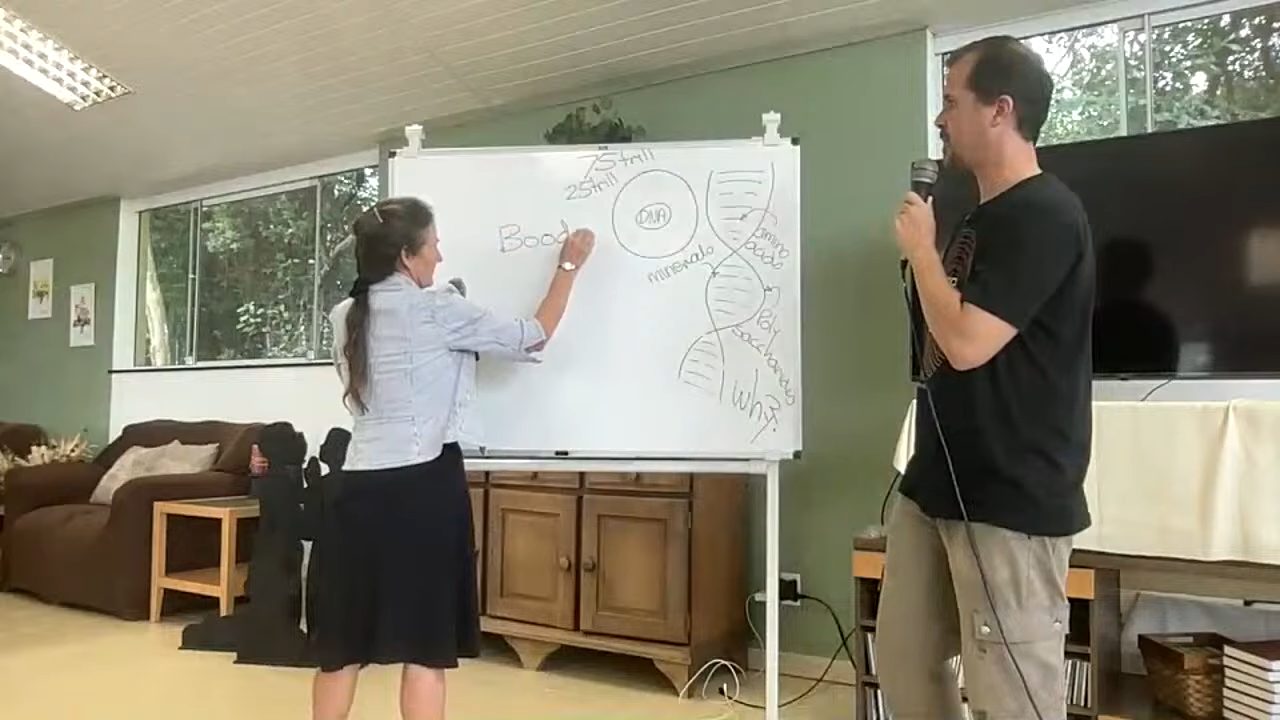 75 trill
25 trill
DNA
Bood
amino
acids
minerals
Poly
Saccharides
Why?